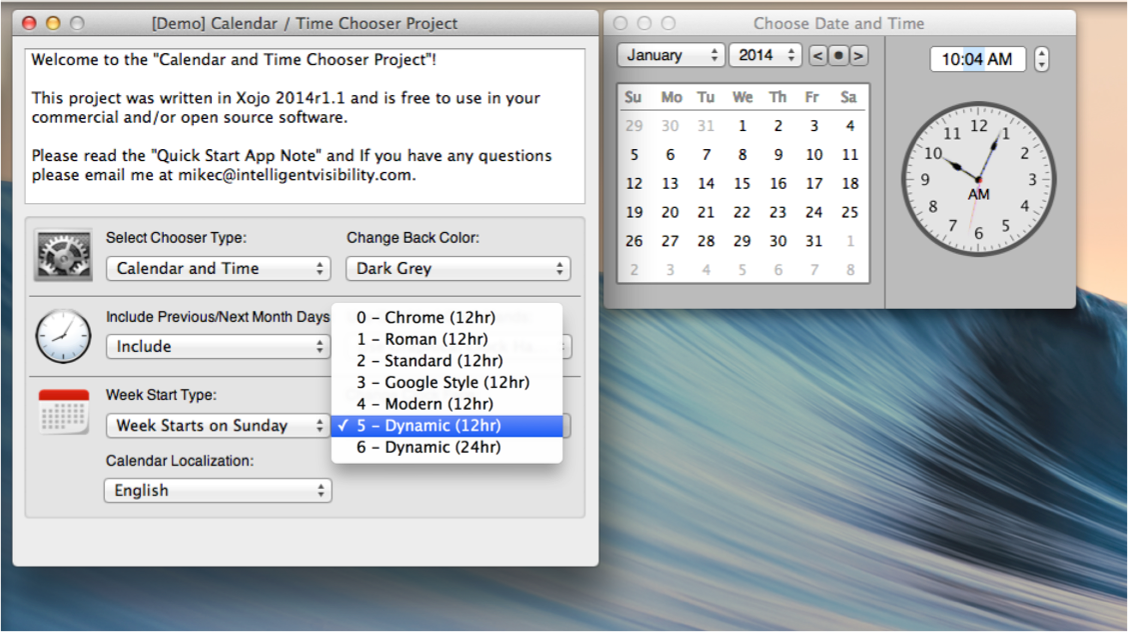 [Demo] Calendar / Time Chooser Project
Welcome to the "Calendar and Time Chooser Project"!
This project was written in Xojo 2014r1.1 and is free to use in your
commercial and/or open source software.
Please read the "Quick Start App Note" and If you have any questions
please email me at mikec@intelligentvisibility.com.
Select Chooser Type:
Change Back Color:
Calendar and Time
Dark Grey
Include Previous/Next Month Days
Include
Week Start Type:
Week Starts on Sunday
Calendar Localization:
English
0 - Chrome (12hr)
1 - Roman (12hr)
2 - Standard (12hr)
3 - Google Style (12hr)
4 - Modern (12hr)
✓ 5 - Dynamic (12hr)
6 - Dynamic (24hr)
Choose Date and Time
January 2014 < ● >
Su Mo Tu We Th Fr Sa
29 30 31 1 2 3 4
5 6 7 8 9 10 11
12 13 14 15 16 17 18
19 20 21 22 23 24 25
26 27 28 29 30 31 1
2 3 4 5 6 7 8
10:04 AM
12
11 1
10 2
9 3
AM
8 4
7 5
6